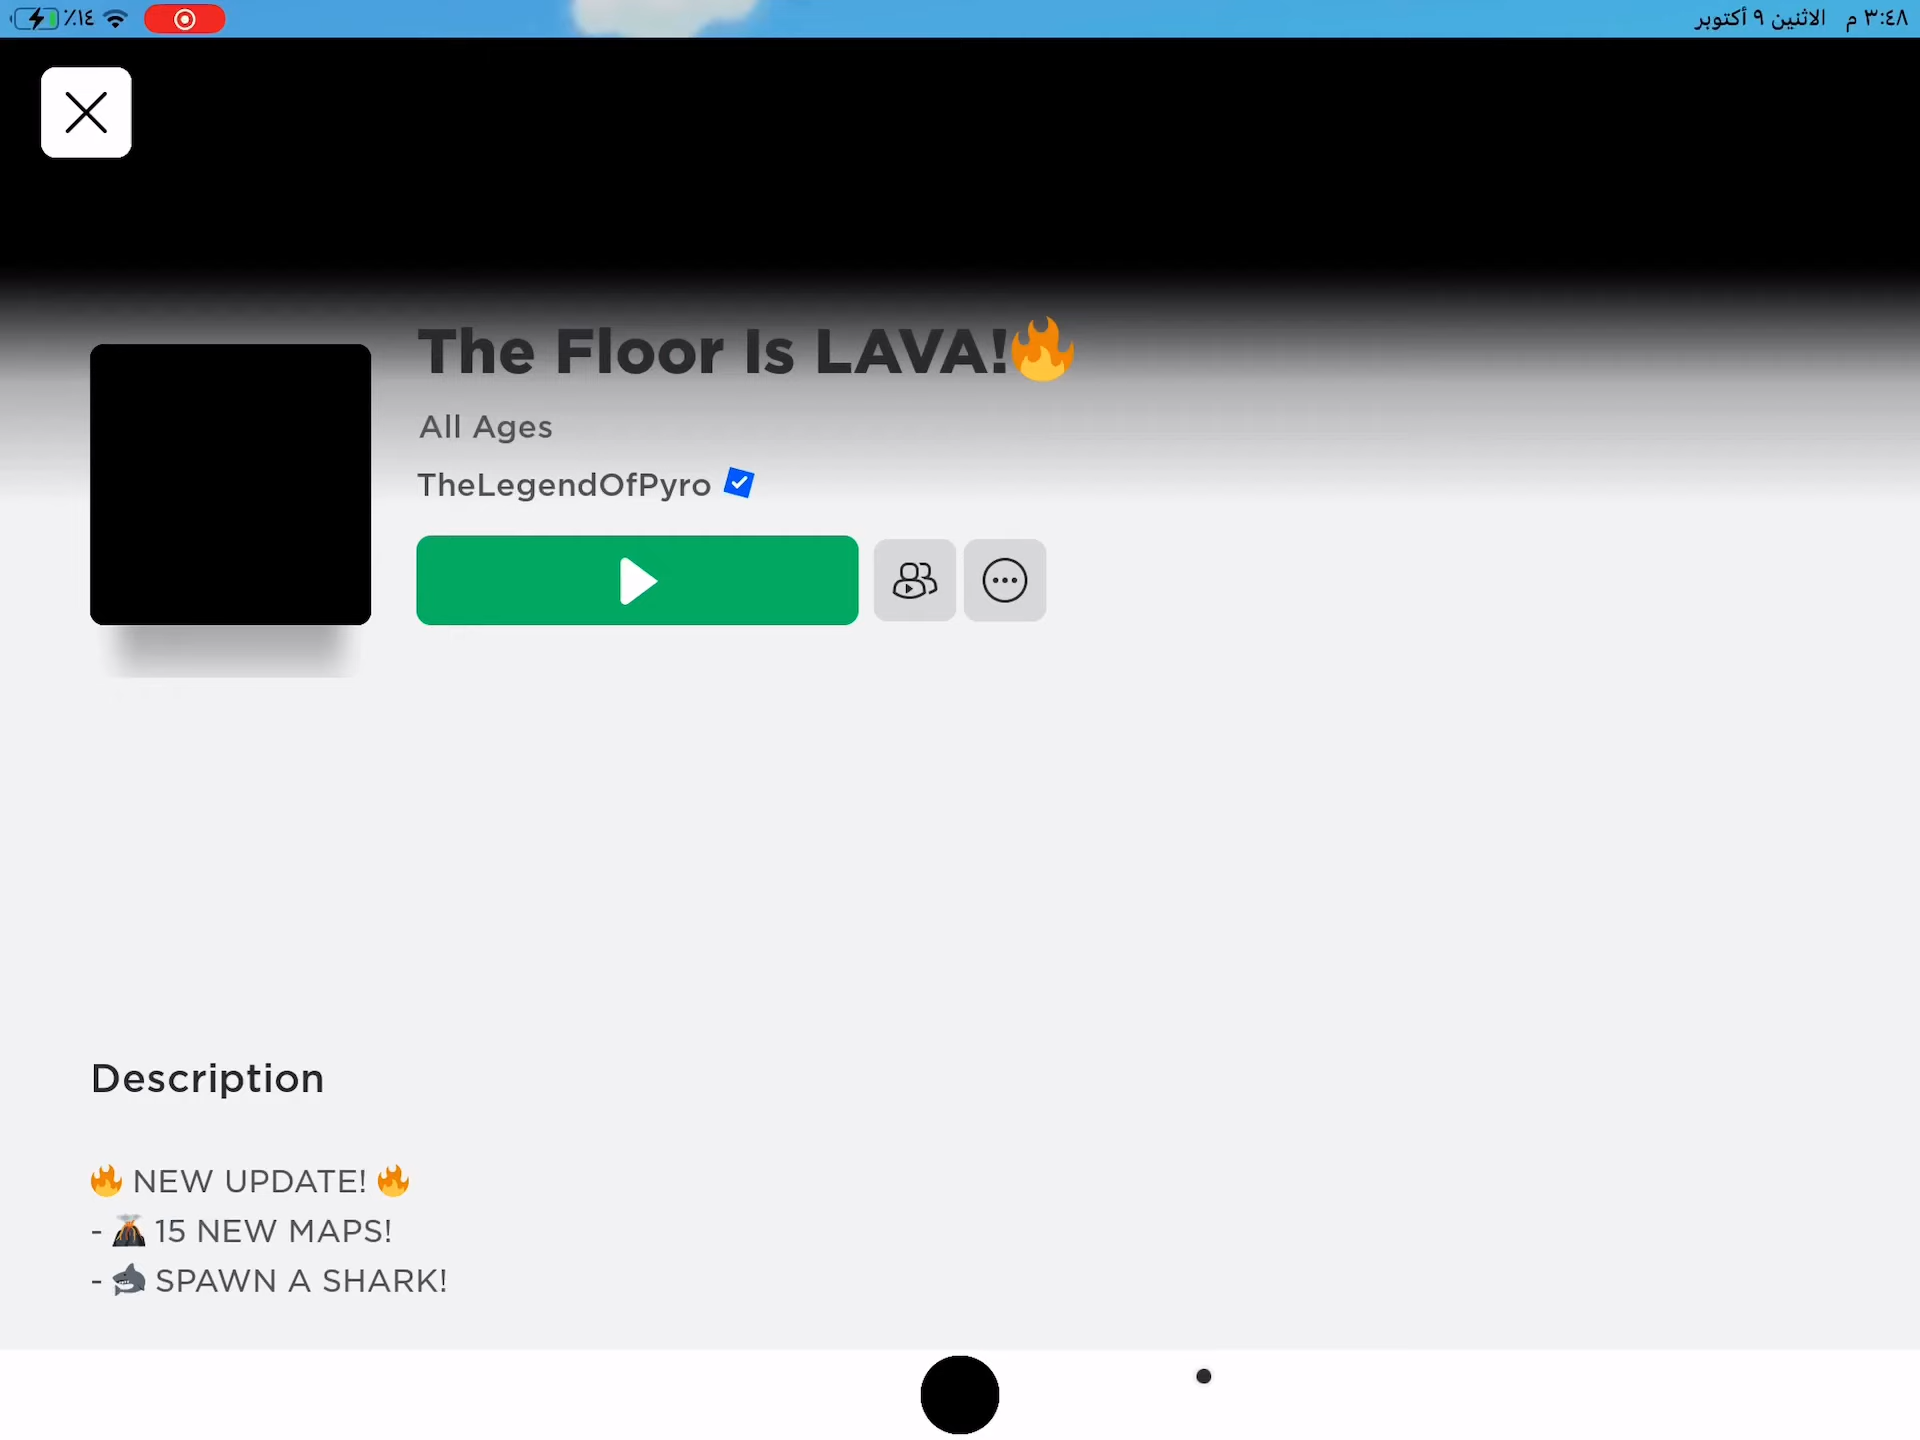 ٪١٤
٣:٤٨ م الاثنين ٩ أكتوبر
The Floor Is LAVA!🔥
All Ages
TheLegendOfPyro
Description
🔥 NEW UPDATE! 🔥
- 🌋 15 NEW MAPS!
- 🦈 SPAWN A SHARK!